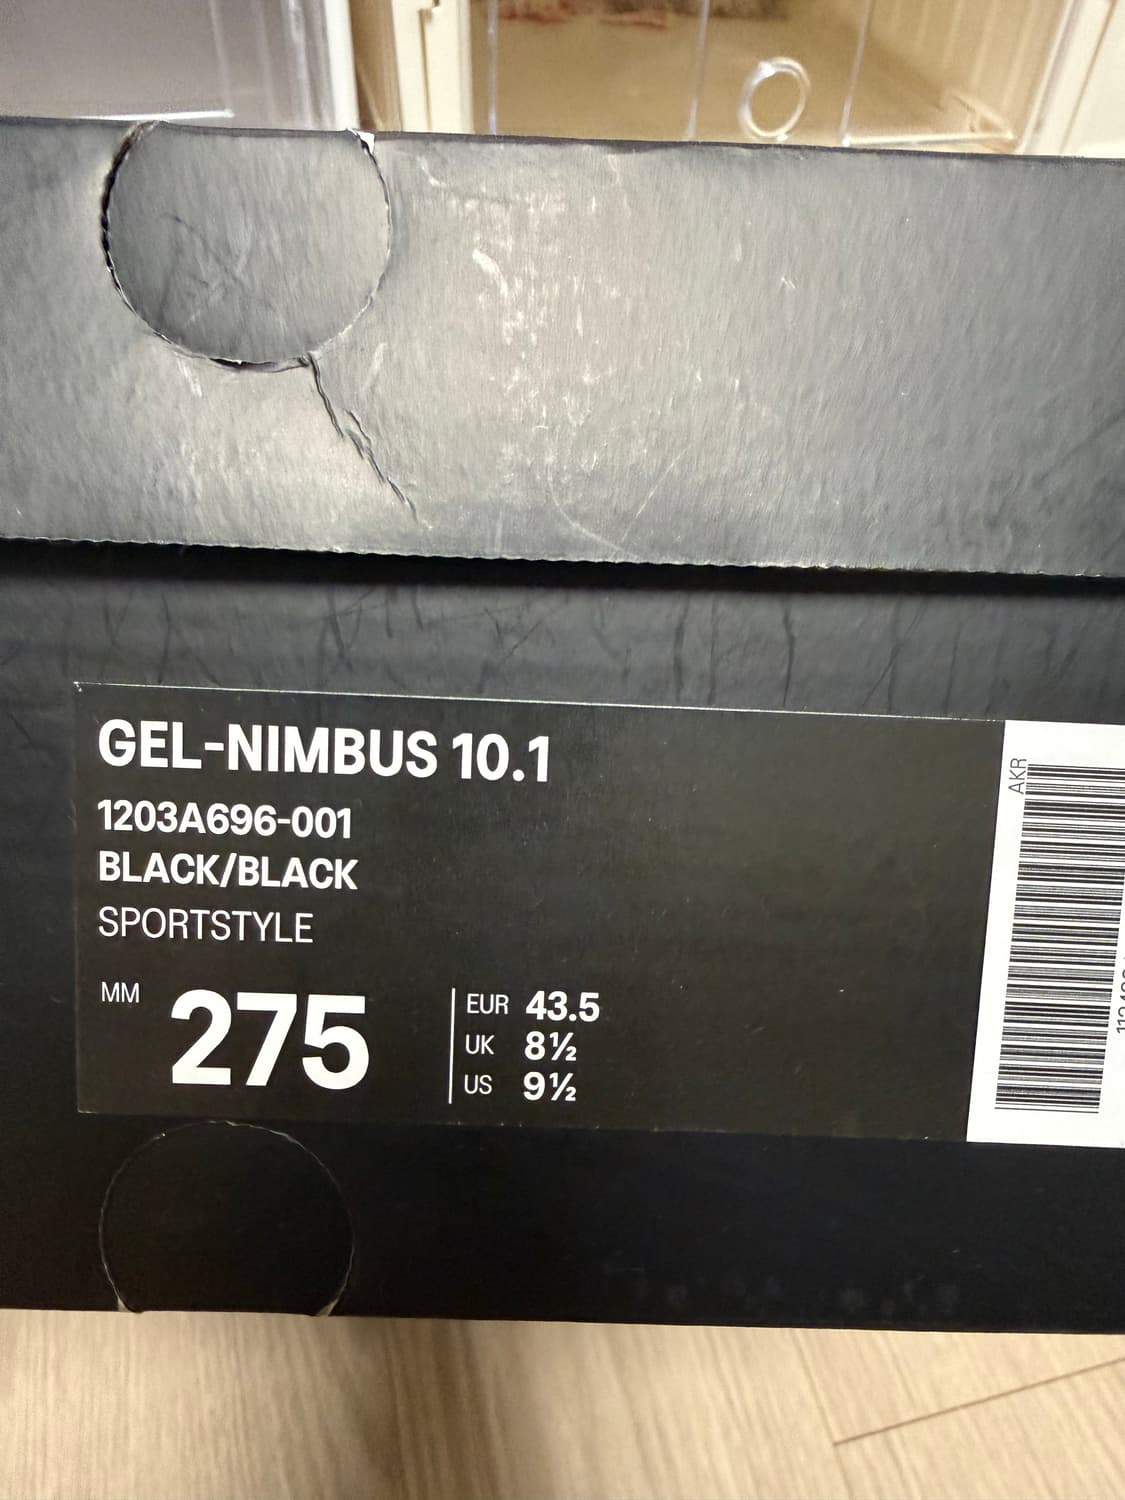 GEL-NIMBUS 10.1
1203A696-001
BLACK/BLACK
SPORTSTYLE
MM 275
EUR 43.5
UK 8½
US 9½
AKR